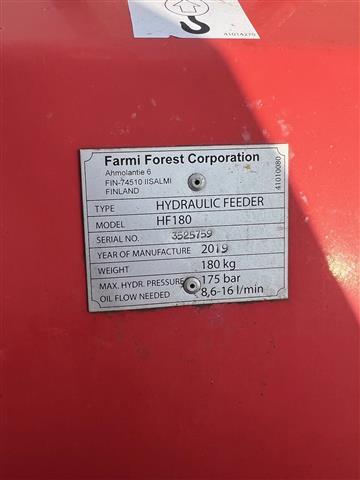 41014270
Farmi Forest Corporation
Ahmolantie 6
FIN-74510 IISALMI
FINLAND
41010080
TYPE HYDRAULIC FEEDER
MODEL HF180
SERIAL NO. 3525759
YEAR OF MANUFACTURE 2019
WEIGHT 180 kg
MAX. HYDR. PRESSURE 175 bar
OIL FLOW NEEDED 8,6-16 l/min